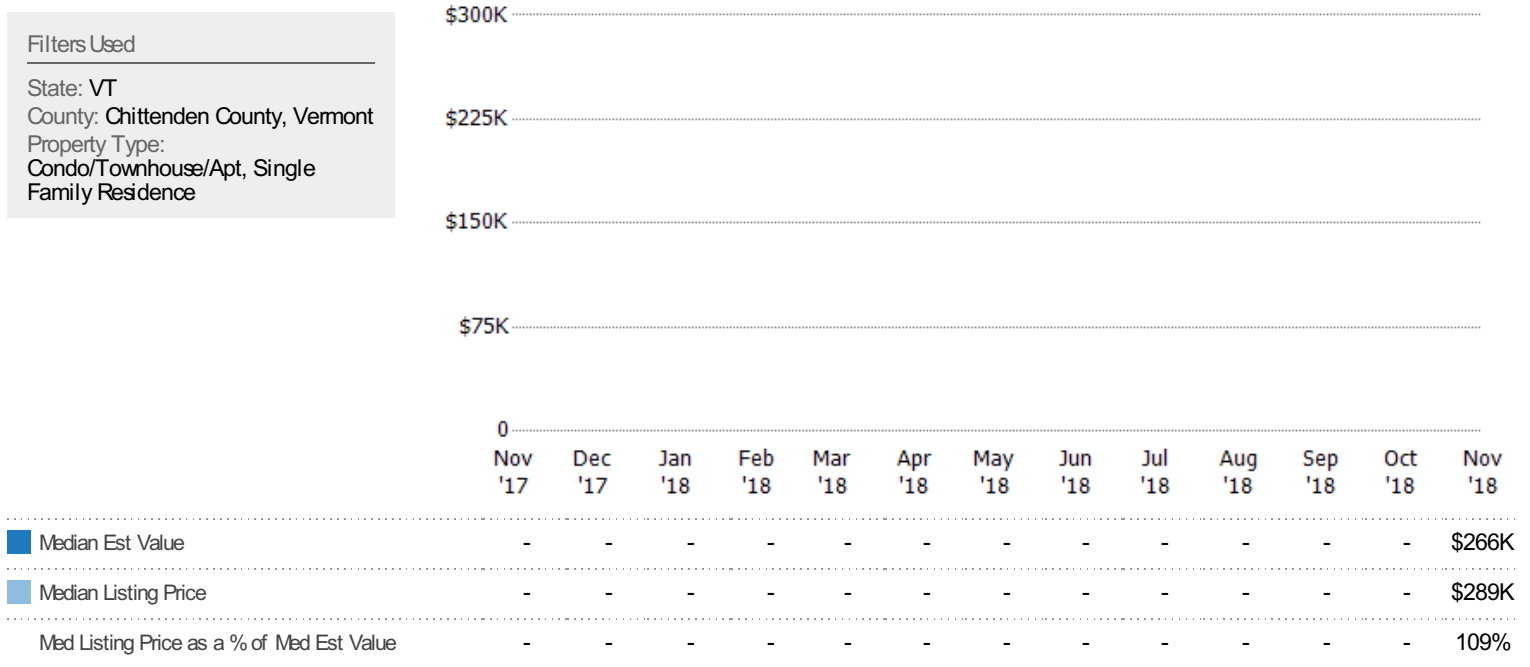 Filters Used
State: VT
County: Chittenden County, Vermont
Property Type:
Condo/Townhouse/Apt, Single
Family Residence
$300K
$225K
$150K
$75K
0
Nov Dec Jan Feb Mar Apr May Jun Jul Aug Sep Oct Nov
'17 '17 '18 '18 '18 '18 '18 '18 '18 '18 '18 '18 '18
Median Est Value - - - - - - - - - - - - $266K
Median Listing Price - - - - - - - - - - - - $289K
Med Listing Price as a % of Med Est Value - - - - - - - - - - - - 109%